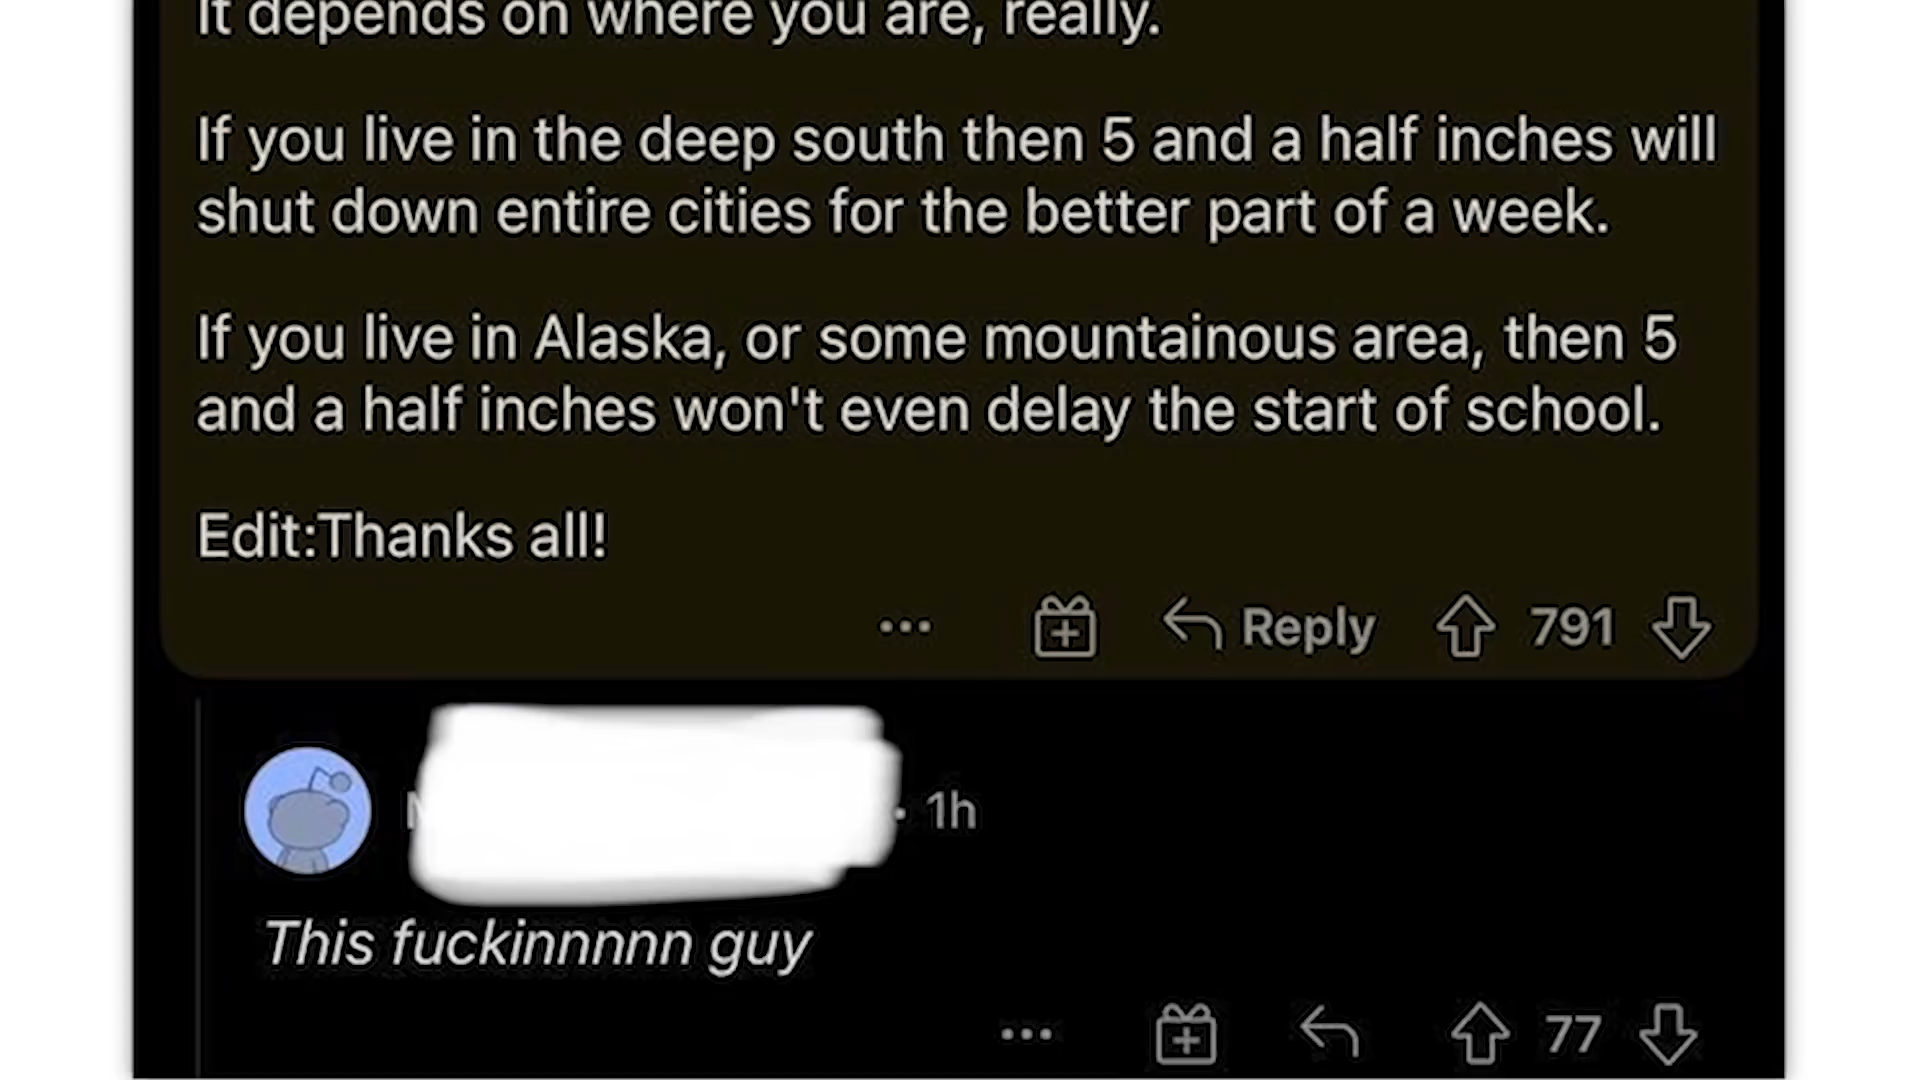 It depends on where you are, really.
If you live in the deep south then 5 and a half inches will
shut down entire cities for the better part of a week.
If you live in Alaska, or some mountainous area, then 5
and a half inches won't even delay the start of school.
Edit:Thanks all!
... Reply 791
· 1h
This fuckinnnnn guy
... 77